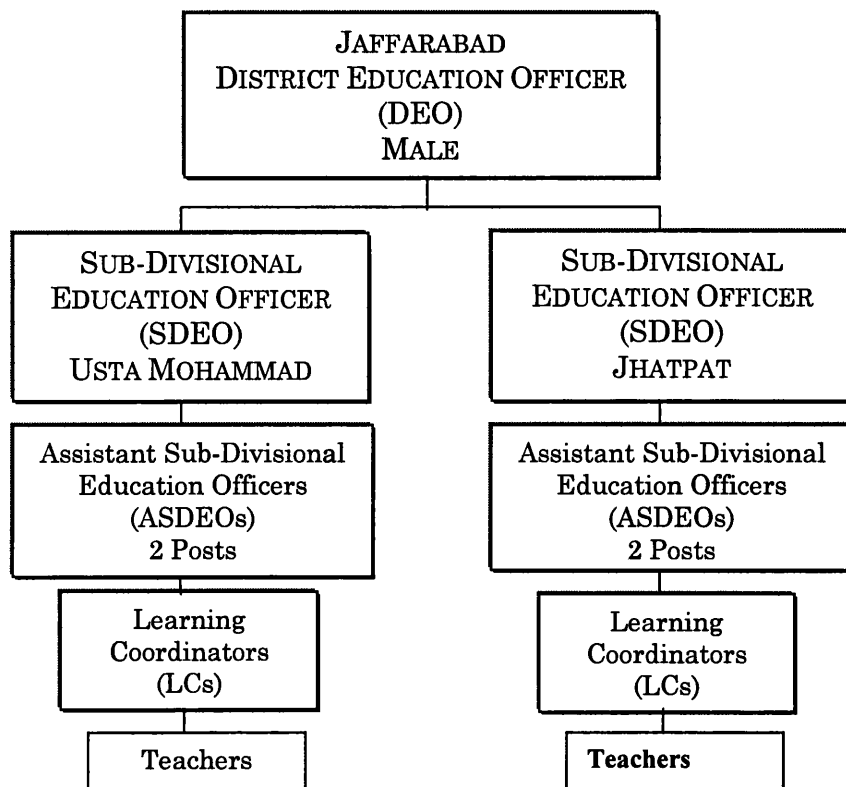 JAFFARABAD
DISTRICT EDUCATION OFFICER
(DEO)
MALE
SUB-DIVISIONAL
EDUCATION OFFICER
(SDEO)
USTA MOHAMMAD
SUB-DIVISIONAL
EDUCATION OFFICER
(SDEO)
JHATPAT
Assistant Sub-Divisional
Education Officers
(ASDEOs)
2 Posts
Assistant Sub-Divisional
Education Officers
(ASDEOs)
2 Posts
Learning
Coordinators
(LCs)
Learning
Coordinators
(LCs)
Teachers
Teachers